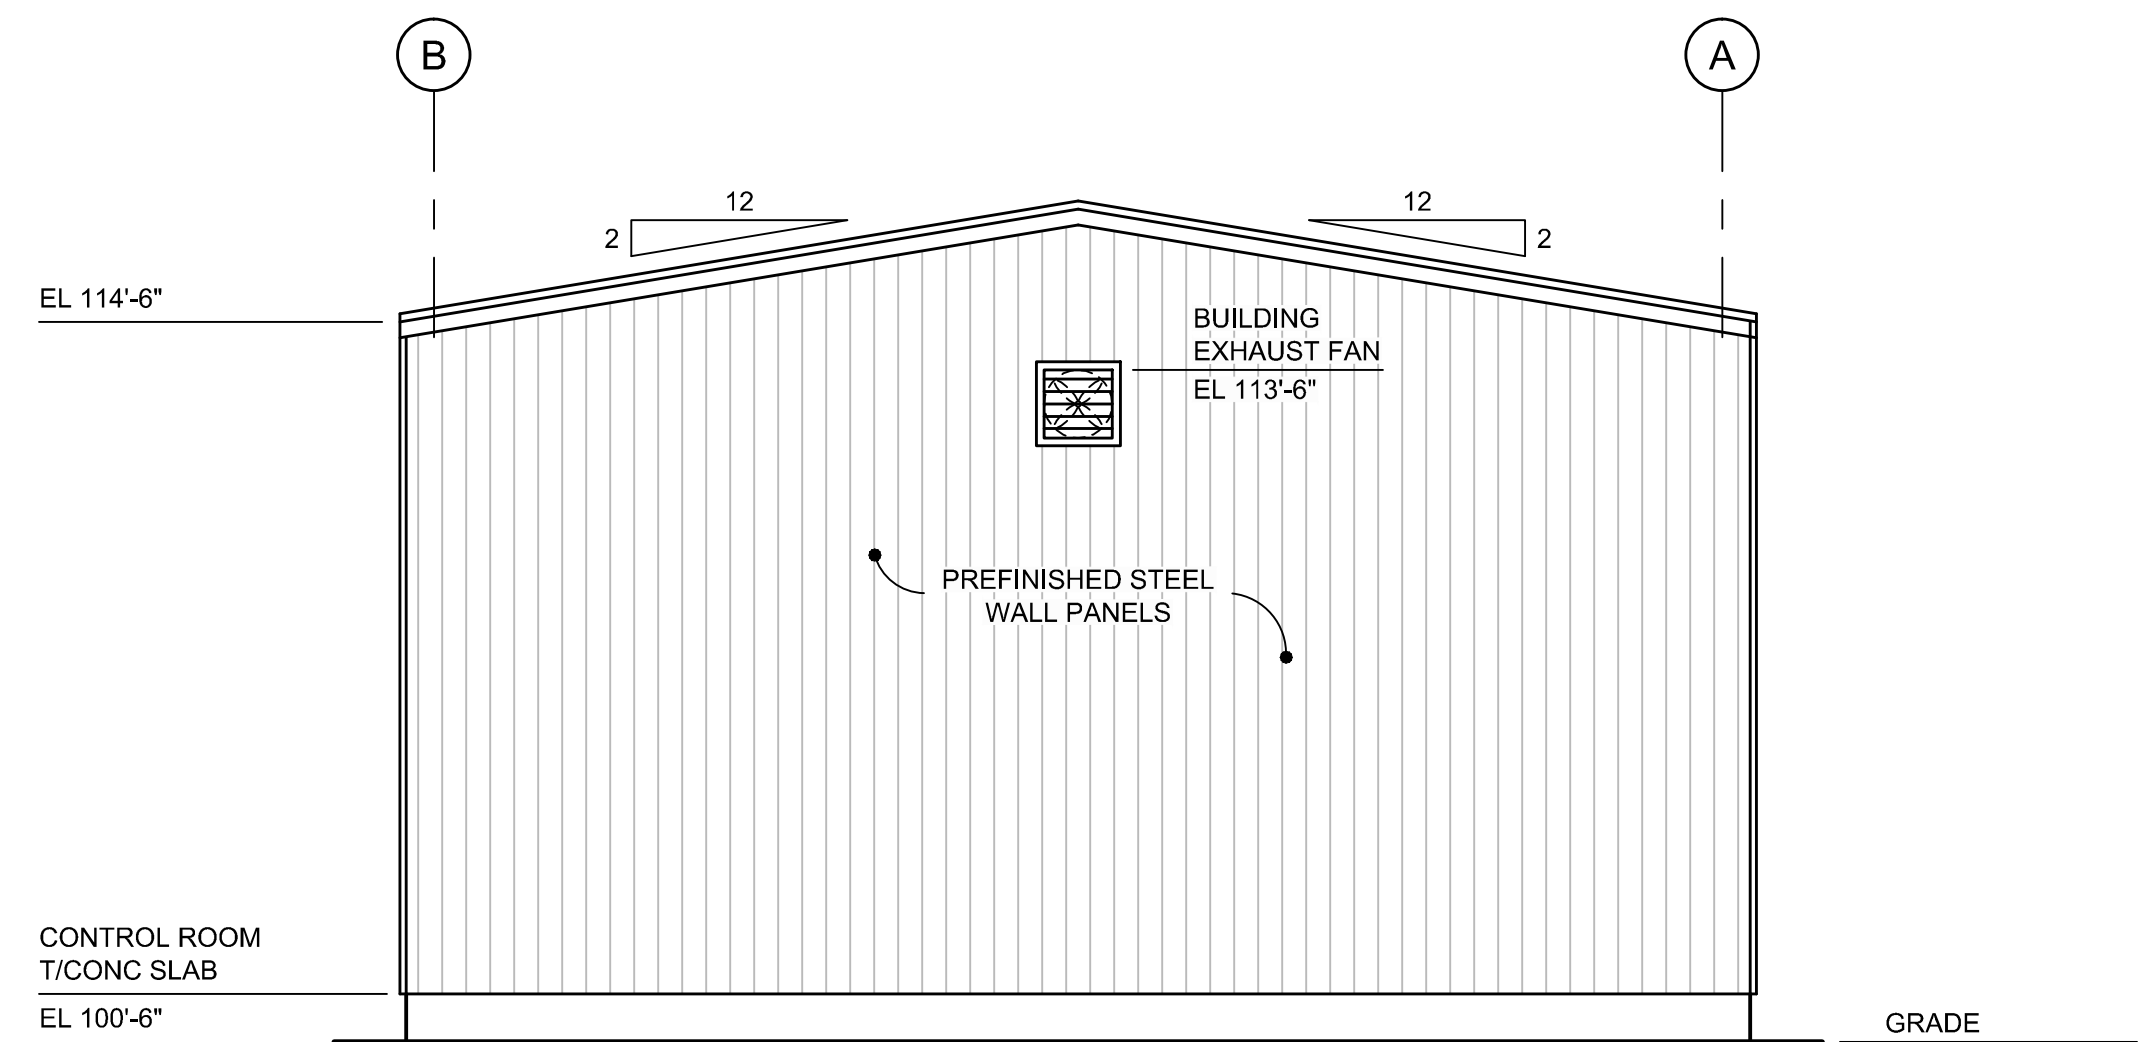 B
A
12
2
12
2
EL 114'-6"
BUILDING
EXHAUST FAN
EL 113'-6"
PREFINISHED STEEL
WALL PANELS
CONTROL ROOM
T/CONC SLAB
EL 100'-6"
GRADE